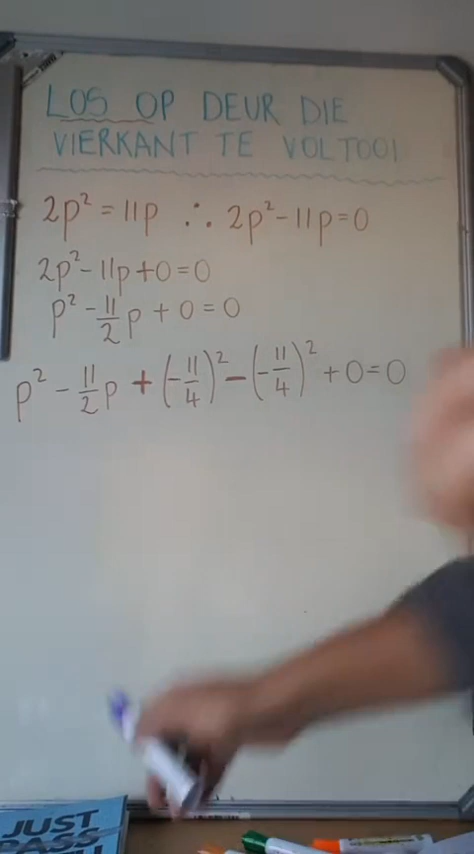 LOS OP DEUR DIE
VIERKANT TE VOLTOOI
2p² = 11p ∴ 2p² - 11p = 0
2p² - 11p + 0 = 0
p² - 11/2 p + 0 = 0
p² - 11/2 p + (-11/4)² - (-11/4)² + 0 = 0
JUST
PASS